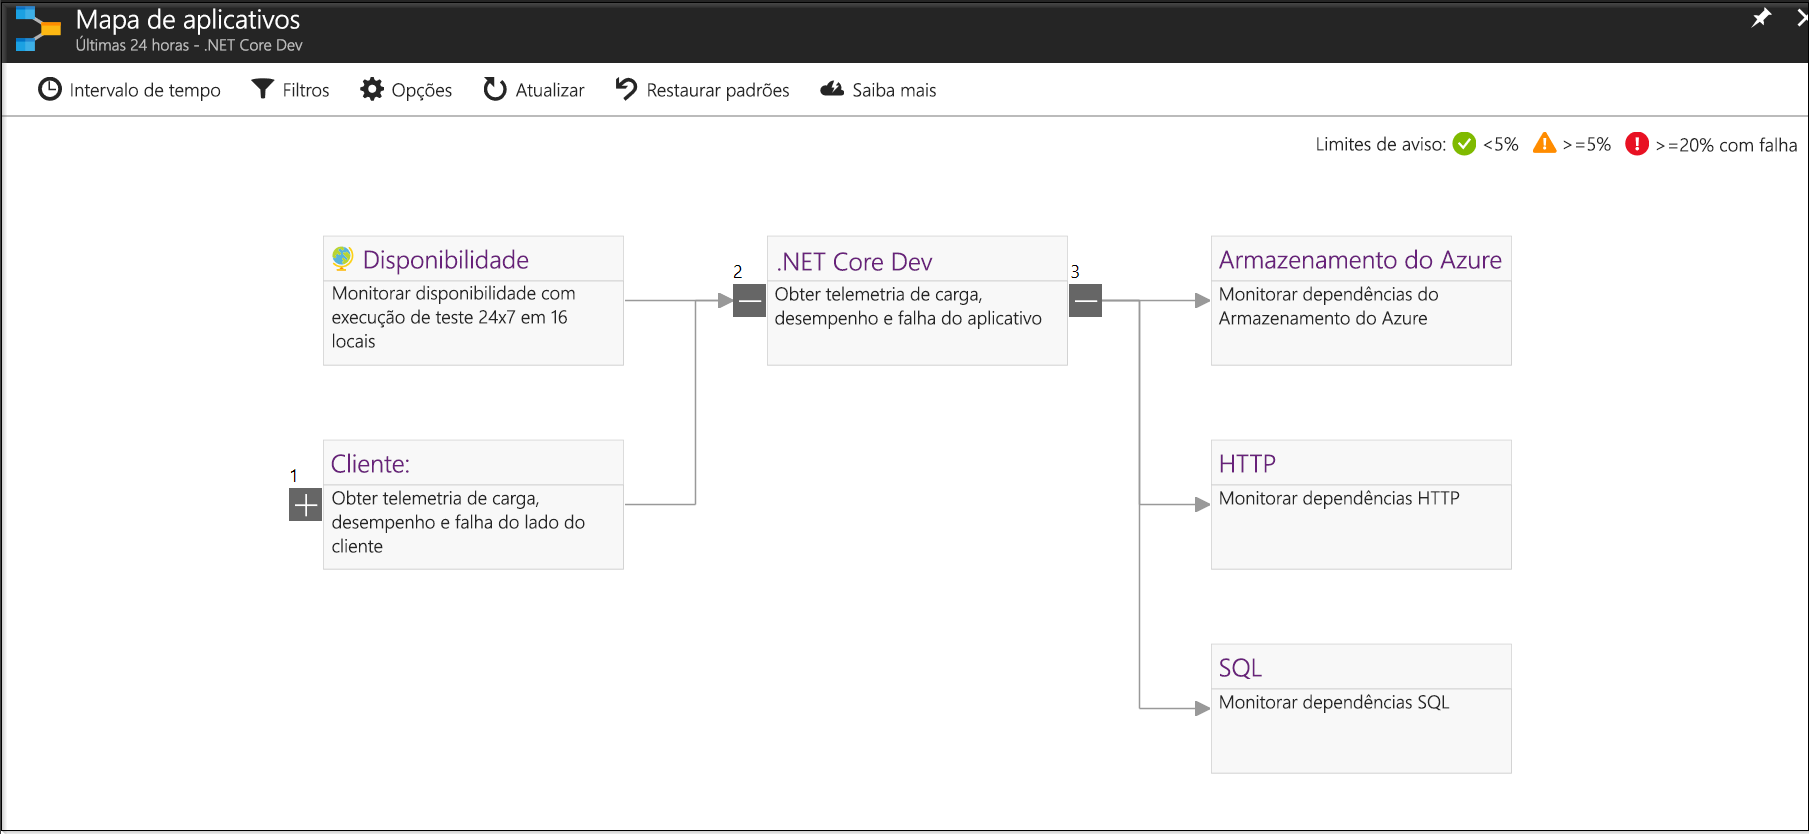 Mapa de aplicativos
Últimas 24 horas - .NET Core Dev
Intervalo de tempo
Filtros
Opções
Atualizar
Restaurar padrões
Saiba mais
Limites de aviso: <5% >=5% >=20% com falha
Disponibilidade
Monitorar disponibilidade com
execução de teste 24x7 em 16
locais
1
Cliente:
Obter telemetria de carga,
desempenho e falha do lado do
cliente
2
.NET Core Dev
Obter telemetria de carga,
desempenho e falha do aplicativo
3
Armazenamento do Azure
Monitorar dependências do
Armazenamento do Azure
HTTP
Monitorar dependências HTTP
SQL
Monitorar dependências SQL